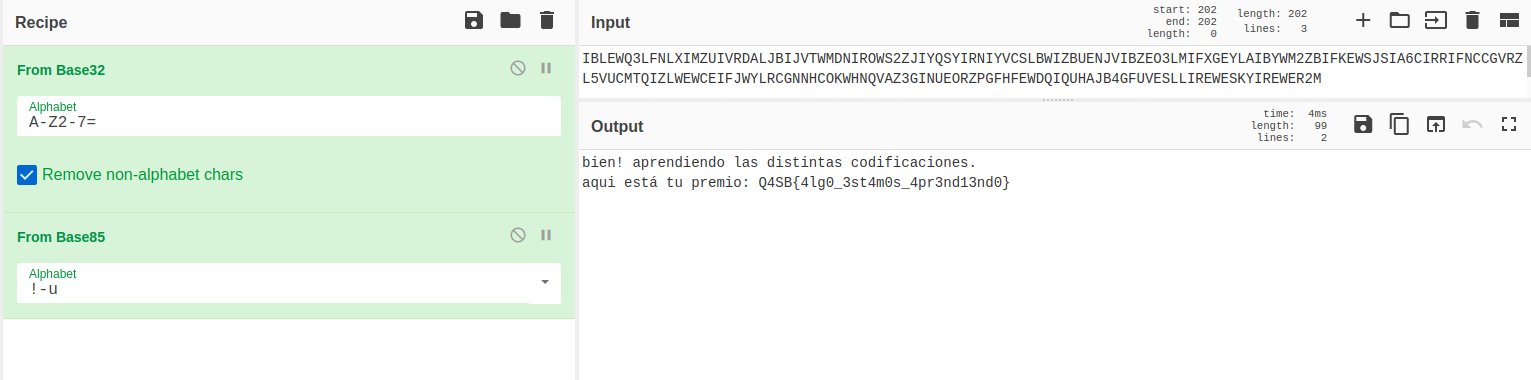 Recipe
From Base32
Alphabet
A-Z2-7=
Remove non-alphabet chars
From Base85
Alphabet
!-u
Input
start: 202
end: 202
length: 0
length: 202
lines: 3
IBLEWQ3LFNLXIMZUIVRDALJBIJVTWMDNIROWS2ZJIYQSYIRNIYVCSLBWIZBUENJVIBZEO3LMIFXGEYLAIBYWM2ZBIFKEWSJSIA6CIRRIFNCCGVRZ
L5VUCMTQIZLWEWCEIFJWYLRCGNNHCOKWHNQVAZ3GINUEORZPGFHFEWDQIQUHAJB4GFUVESLLIREWESKYIREWER2M
Output
time: 4ms
length: 99
lines: 2
bien! aprendiendo las distintas codificaciones.
aqui está tu premio: Q4SB{4lg0_3st4m0s_4pr3nd13nd0}